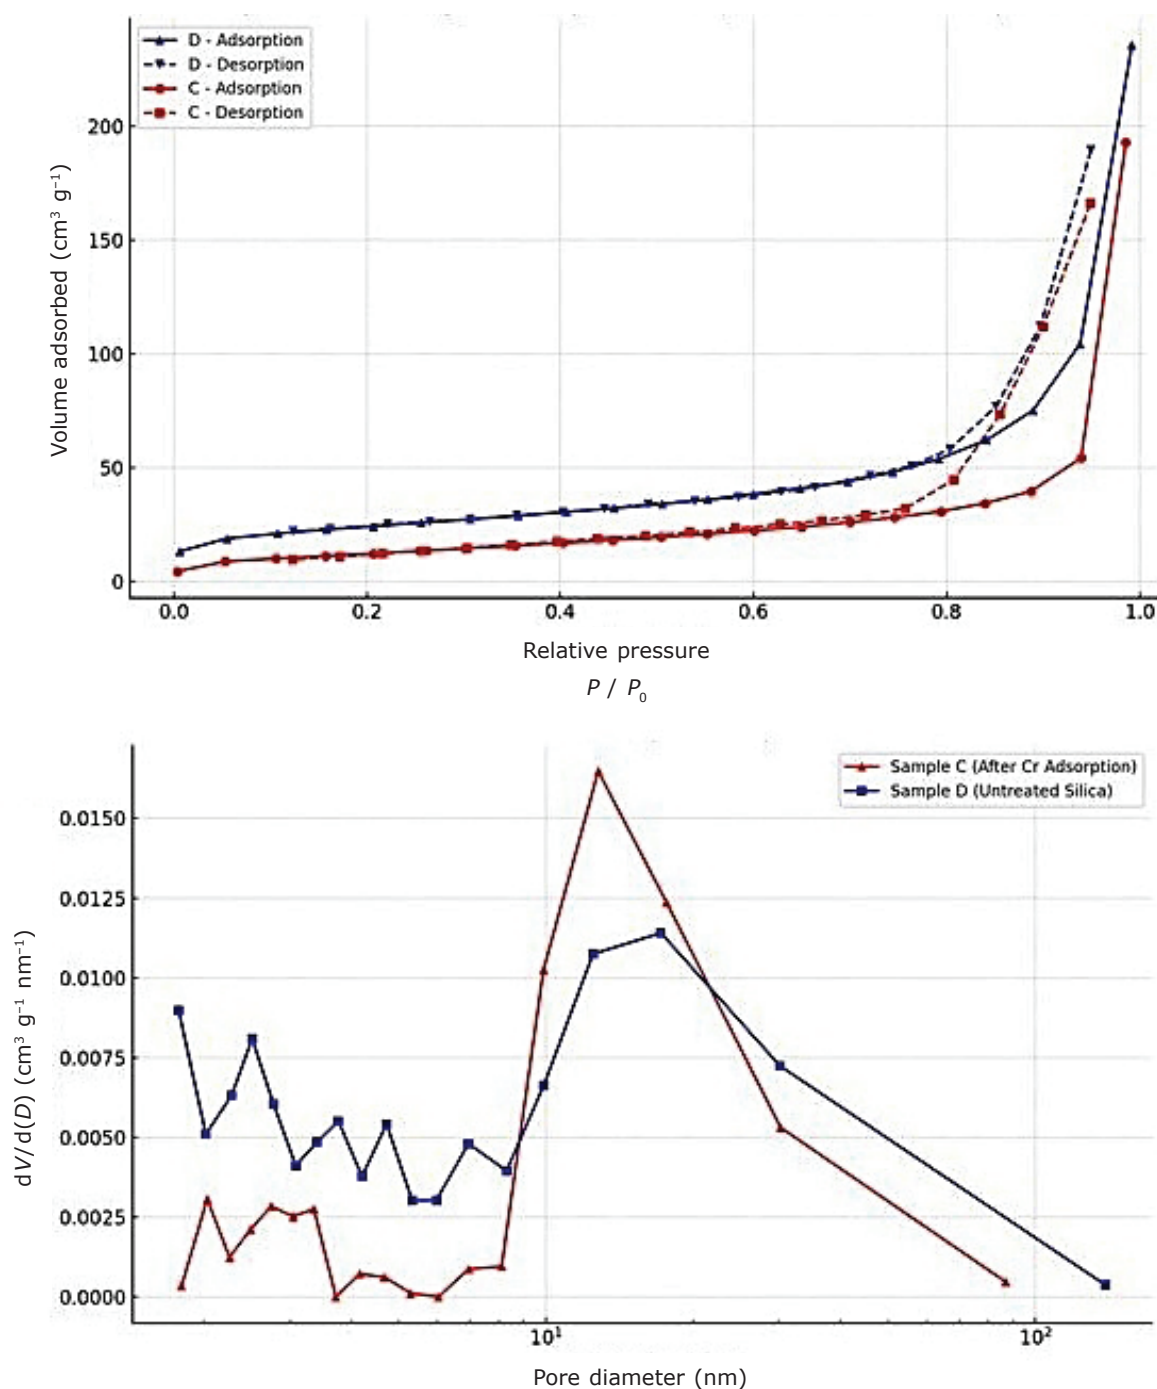 D - Adsorption
D - Desorption
C - Adsorption
C - Desorption
Volume adsorbed (cm³ g⁻¹)
200
150
100
50
0
0.0 0.2 0.4 0.6 0.8 1.0
Relative pressure
P / P₀
Sample C (After Cr Adsorption)
Sample D (Untreated Silica)
dV/d(D) (cm³ g⁻¹ nm⁻¹)
0.0150
0.0125
0.0100
0.0075
0.0050
0.0025
0.0000
10¹ 10²
Pore diameter (nm)